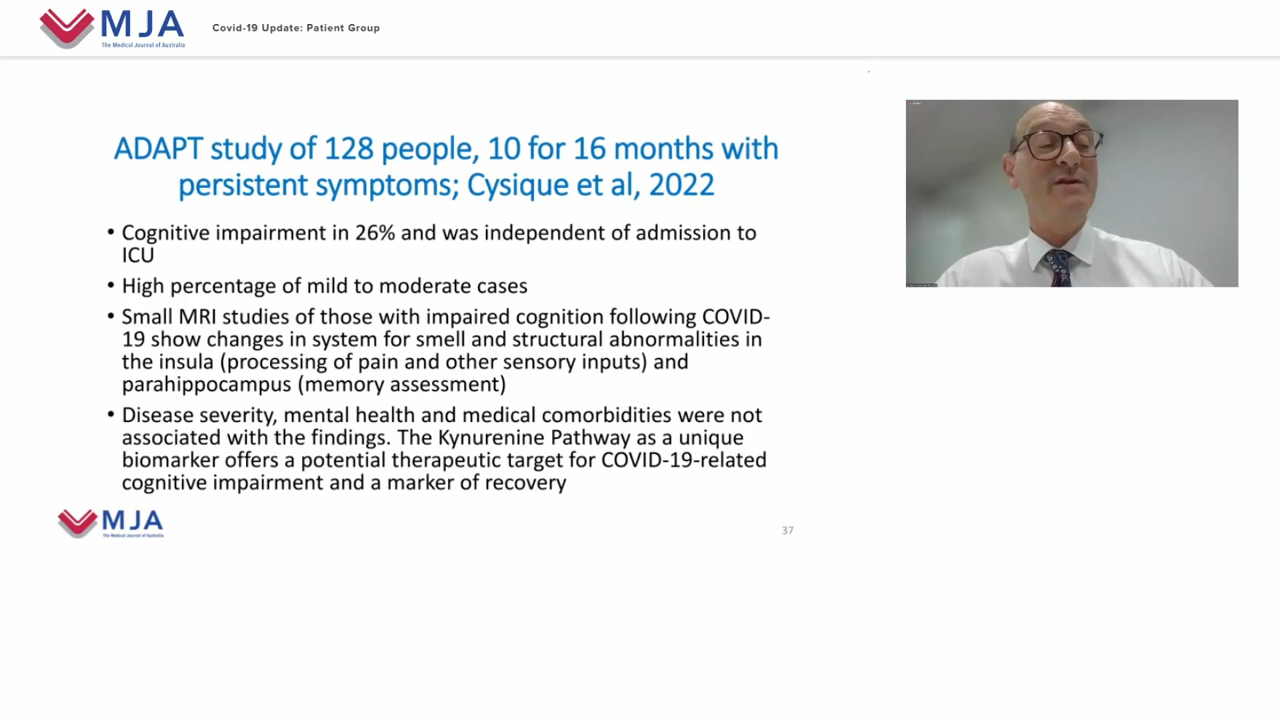 MJA
The Medical Journal of Australia
Covid-19 Update: Patient Group
ADAPT study of 128 people, 10 for 16 months with
persistent symptoms; Cysique et al, 2022
• Cognitive impairment in 26% and was independent of admission to
ICU
• High percentage of mild to moderate cases
• Small MRI studies of those with impaired cognition following COVID-
19 show changes in system for smell and structural abnormalities in
the insula (processing of pain and other sensory inputs) and
parahippocampus (memory assessment)
• Disease severity, mental health and medical comorbidities were not
associated with the findings. The Kynurenine Pathway as a unique
biomarker offers a potential therapeutic target for COVID-19-related
cognitive impairment and a marker of recovery
MJA
The Medical Journal of Australia
37